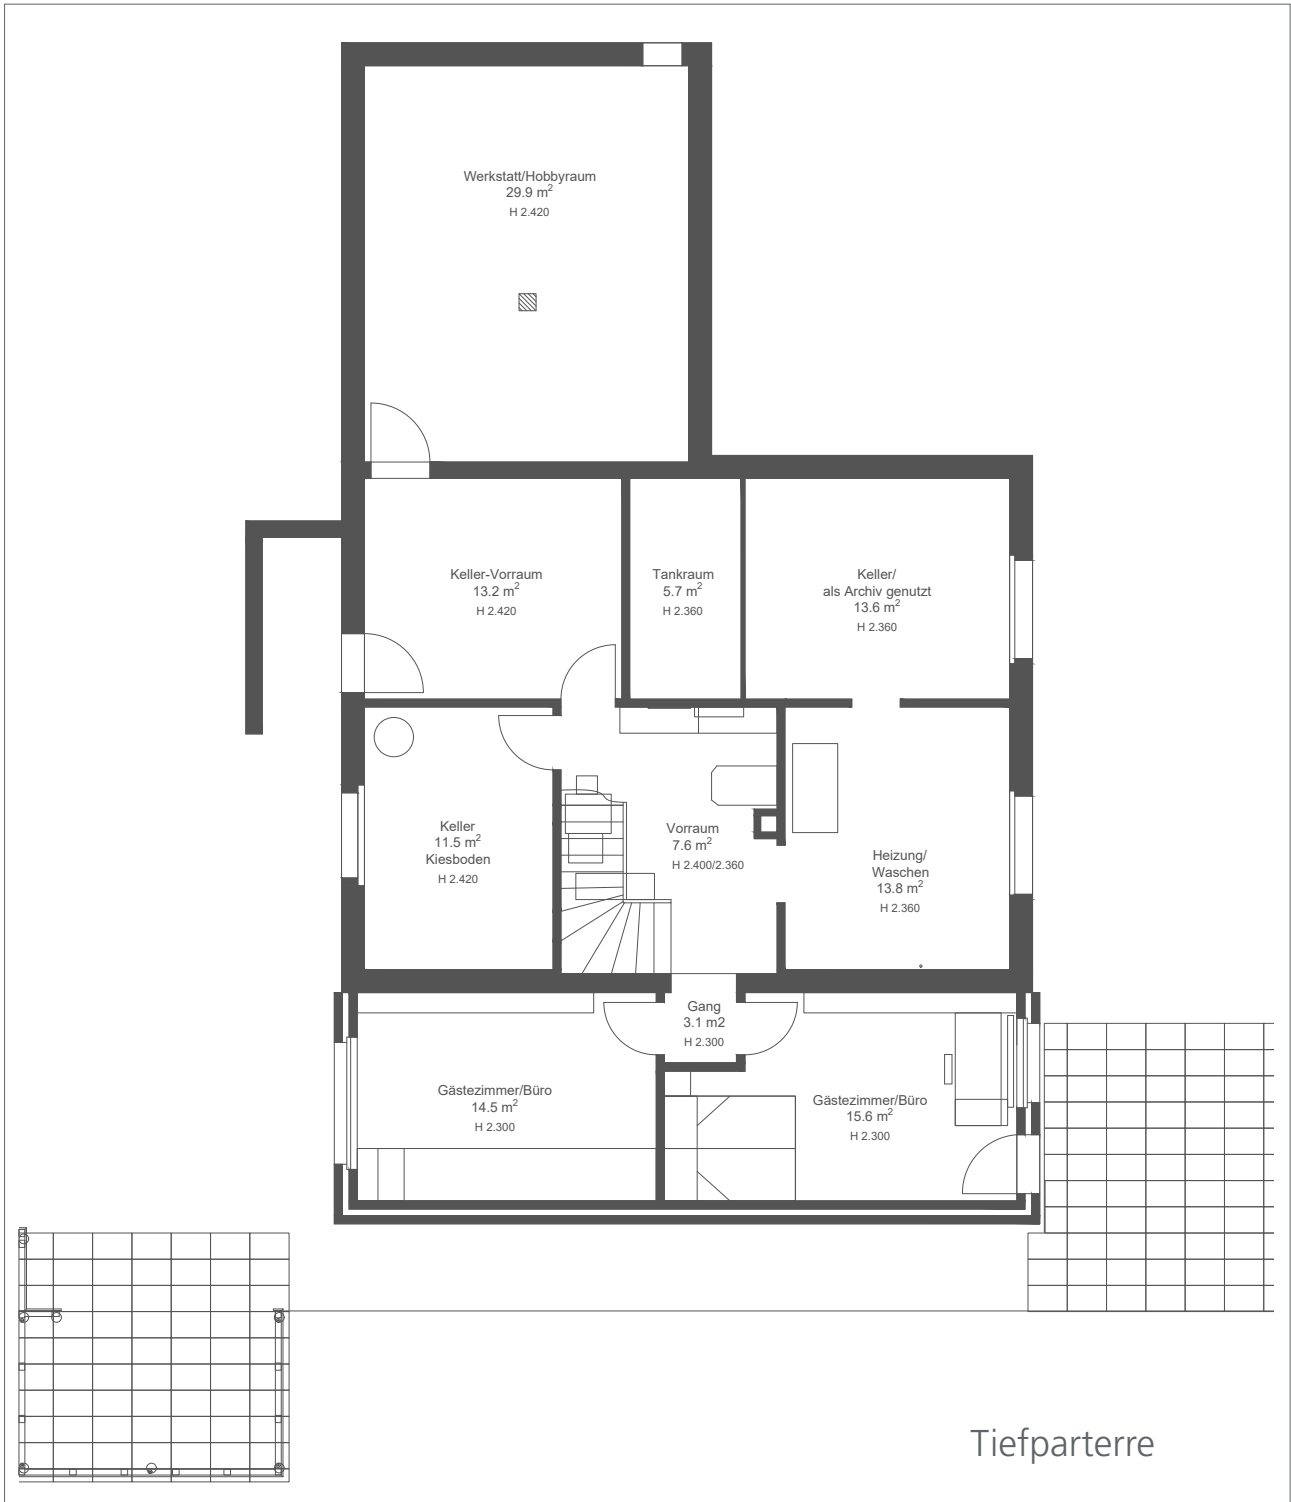 Werkstatt/Hobbyraum
29.9 m²
H 2.420
Keller-Vorraum
13.2 m²
H 2.420
Tankraum
5.7 m²
H 2.360
Keller/
als Archiv genutzt
13.6 m²
H 2.360
Keller
11.5 m²
Kiesboden
H 2.420
Vorraum
7.6 m²
H 2.400/2.360
Heizung/
Waschen
13.8 m²
H 2.360
Gang
3.1 m2
H 2.300
Gästezimmer/Büro
14.5 m²
H 2.300
Gästezimmer/Büro
15.6 m²
H 2.300
Tiefparterre